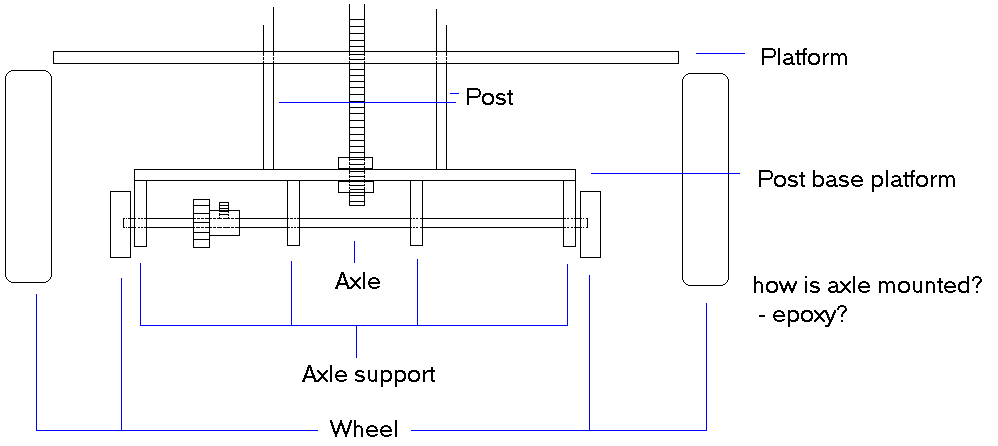 Platform
Post
Post base platform
Axle
how is axle mounted?
- epoxy?
Axle support
Wheel